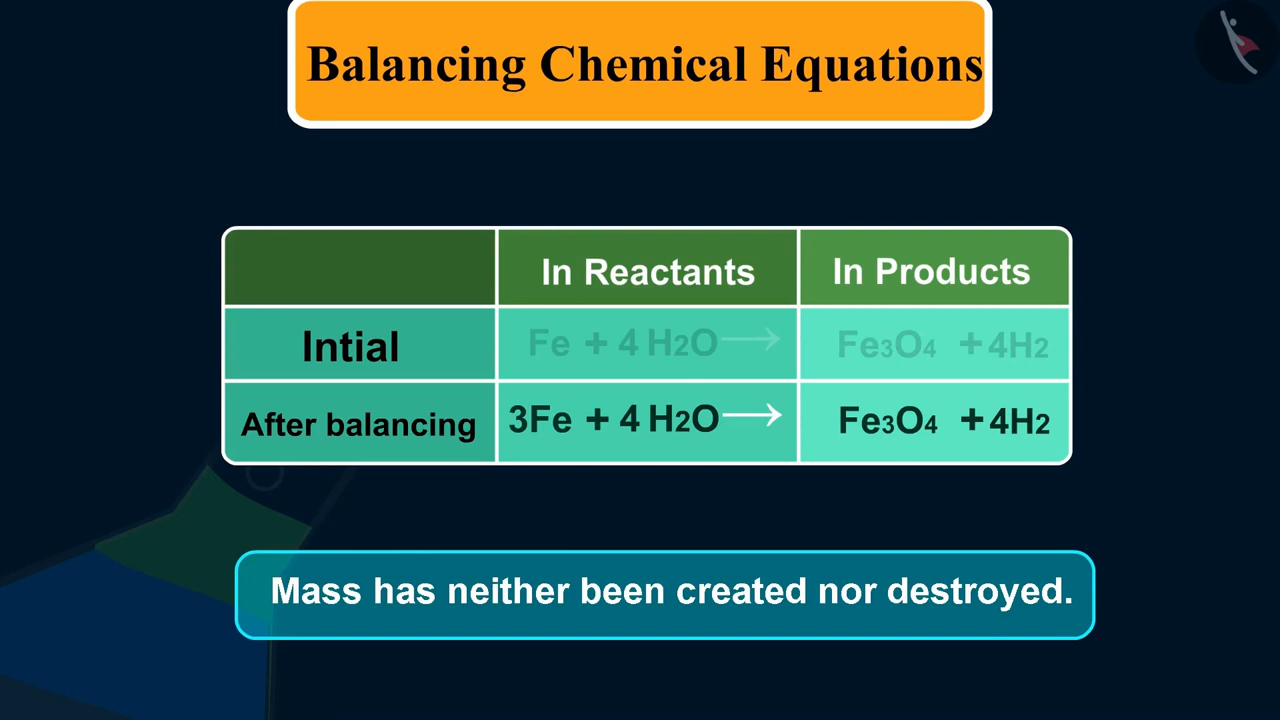 Balancing Chemical Equations
In Reactants In Products
Intial Fe + 4 H2O → Fe3O4 + 4H2
After balancing 3Fe + 4 H2O → Fe3O4 + 4H2
Mass has neither been created nor destroyed.